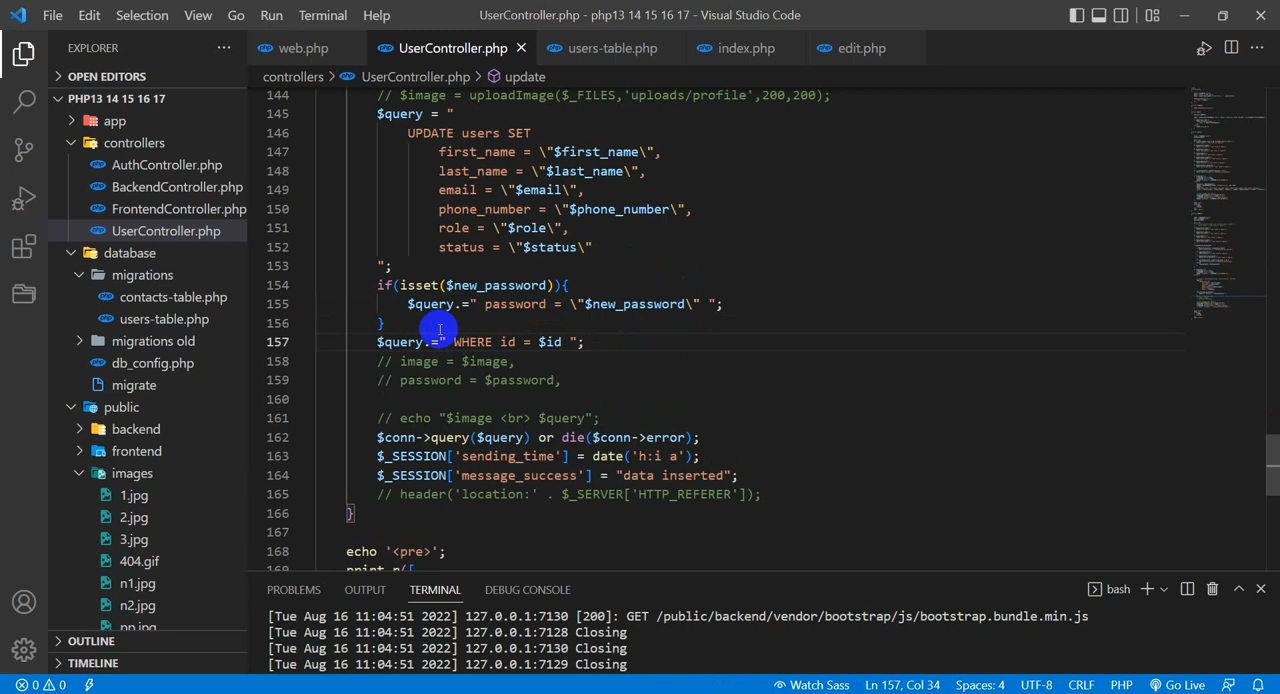 File Edit Selection View Go Run Terminal Help UserController.php - php13 14 15 16 17 - Visual Studio Code
EXPLORER
web.php UserController.php users-table.php index.php edit.php
OPEN EDITORS
controllers > UserController.php > update
PHP13 14 15 16 17
app
controllers
AuthController.php
BackendController.php
FrontendController.php
UserController.php
database
migrations
contacts-table.php
users-table.php
migrations old
db_config.php
migrate
public
backend
frontend
images
1.jpg
2.jpg
3.jpg
404.gif
n1.jpg
n2.jpg
OUTLINE
TIMELINE
144 // $image = uploadImage($_FILES,'uploads/profile',200,200);
145 $query = "
146 UPDATE users SET
147 first_name = \"$first_name\",
148 last_name = \"$last_name\",
149 email = \"$email\",
150 phone_number = \"$phone_number\",
151 role = \"$role\",
152 status = \"$status\"
153 ";
154 if(isset($new_password)){
155 $query.=" password = \"$new_password\" ";
156 }
157 $query.=" WHERE id = $id ";
158 // image = $image,
159 // password = $password,
160
161 // echo "$image <br> $query";
162 $conn->query($query) or die($conn->error);
163 $_SESSION['sending_time'] = date('h:i a');
164 $_SESSION['message_success'] = "data inserted";
165 // header('location:' . $_SERVER['HTTP_REFERER']);
166 }
167
168 echo '<pre>';
169 print_r([
PROBLEMS OUTPUT TERMINAL DEBUG CONSOLE bash
[Tue Aug 16 11:04:51 2022] 127.0.0.1:7130 [200]: GET /public/backend/vendor/bootstrap/js/bootstrap.bundle.min.js
[Tue Aug 16 11:04:51 2022] 127.0.0.1:7128 Closing
[Tue Aug 16 11:04:51 2022] 127.0.0.1:7130 Closing
[Tue Aug 16 11:04:51 2022] 127.0.0.1:7129 Closing
0 0 Watch Sass Ln 157, Col 34 Spaces: 4 UTF-8 CRLF PHP Go Live